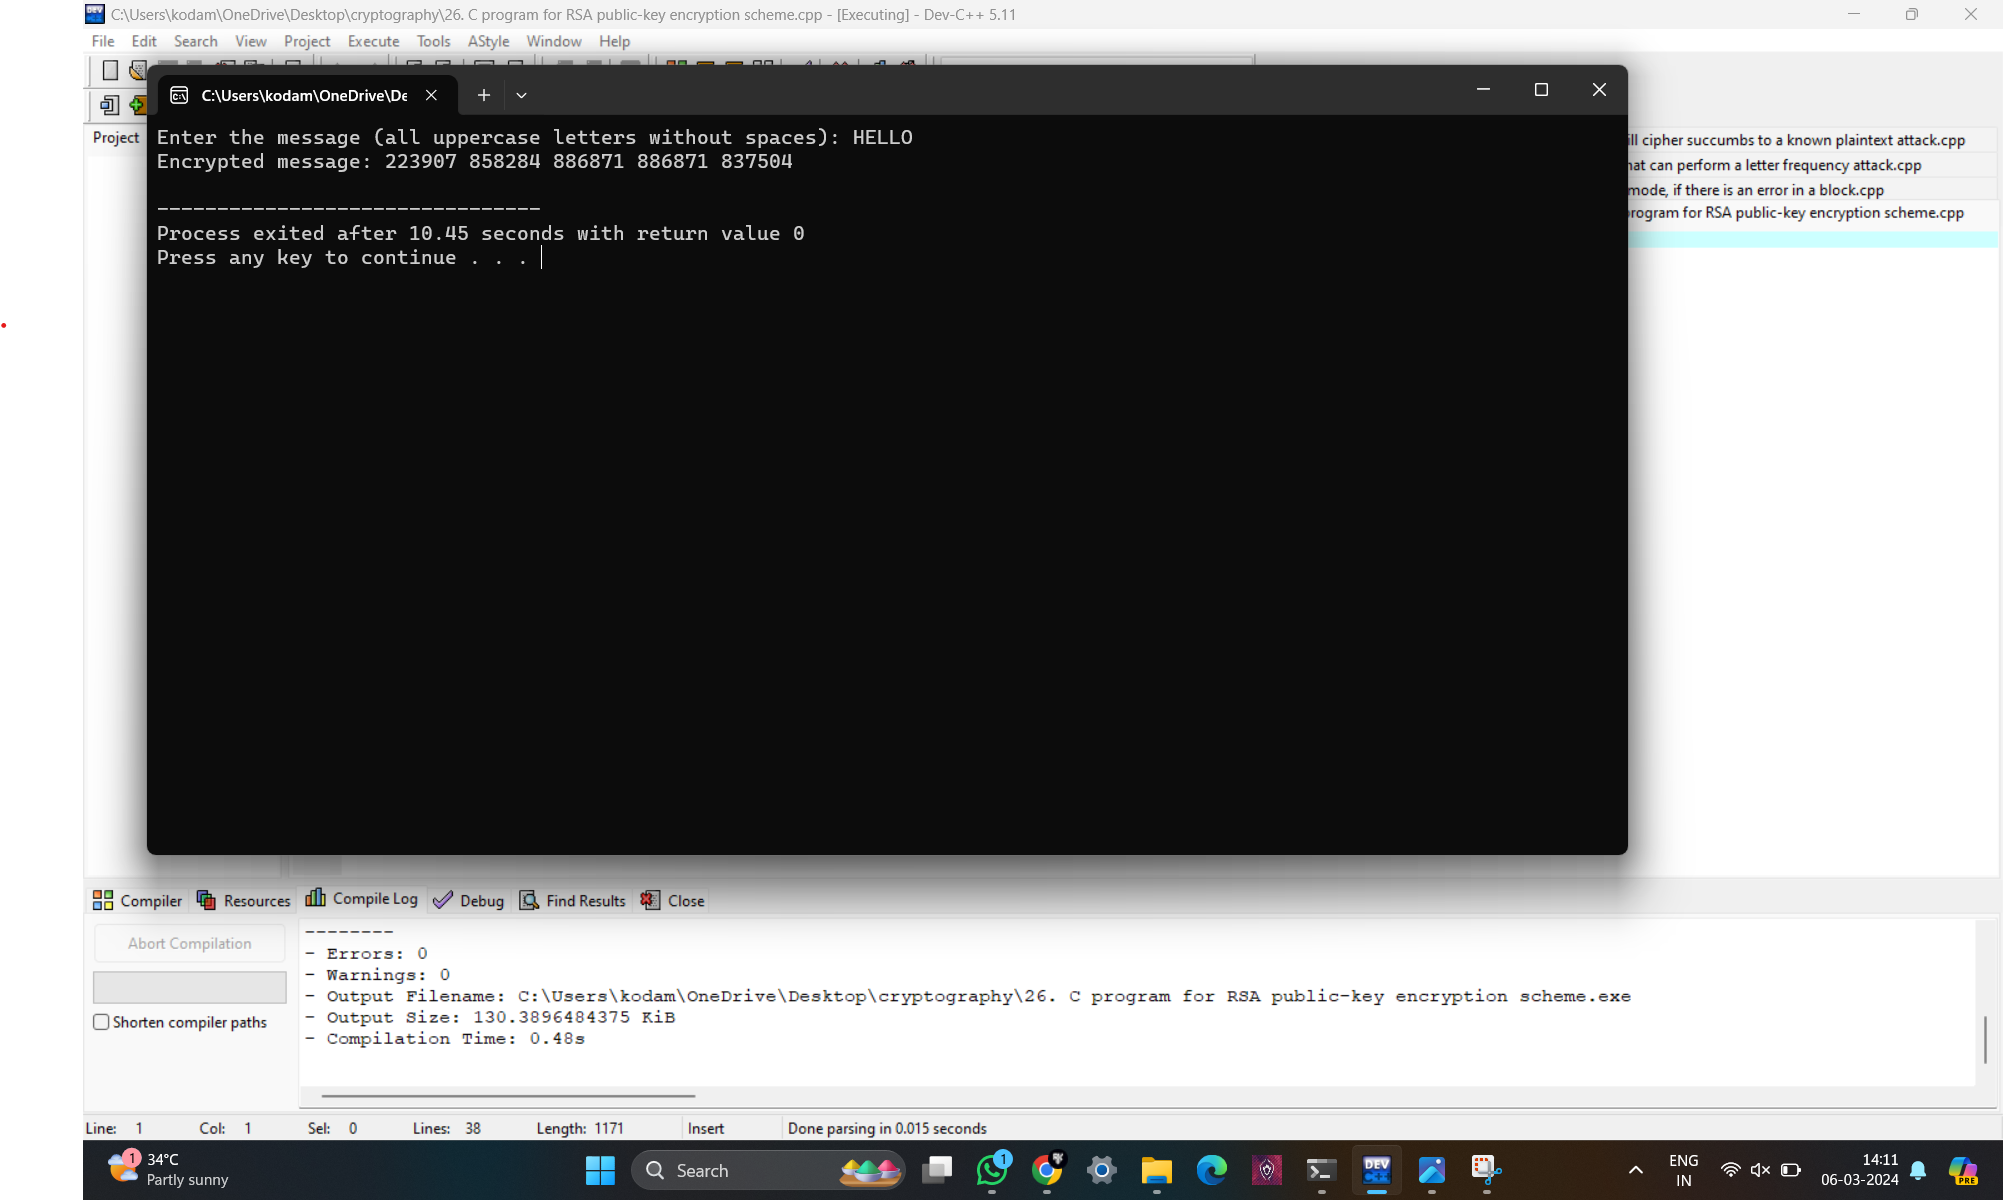 C:\Users\kodam\OneDrive\Desktop\cryptography\26. C program for RSA public-key encryption scheme.cpp - [Executing] - Dev-C++ 5.11
File Edit Search View Project Execute Tools AStyle Window Help
C:\Users\kodam\OneDrive\De
Project
Enter the message (all uppercase letters without spaces): HELLO
Encrypted message: 223907 858284 886871 886871 837504
--------------------------------
Process exited after 10.45 seconds with return value 0
Press any key to continue . . .
cipher succumbs to a known plaintext attack.cpp
can perform a letter frequency attack.cpp
mode, if there is an error in a block.cpp
program for RSA public-key encryption scheme.cpp
Compiler Resources Compile Log Debug Find Results Close
Abort Compilation
Shorten compiler paths
--------
- Errors: 0
- Warnings: 0
- Output Filename: C:\Users\kodam\OneDrive\Desktop\cryptography\26. C program for RSA public-key encryption scheme.exe
- Output Size: 130.3896484375 KiB
- Compilation Time: 0.48s
Line: 1 Col: 1 Sel: 0 Lines: 38 Length: 1171 Insert Done parsing in 0.015 seconds
1
34°C
Partly sunny
Search
1
DEV
ENG
IN
14:11
06-03-2024
PRE